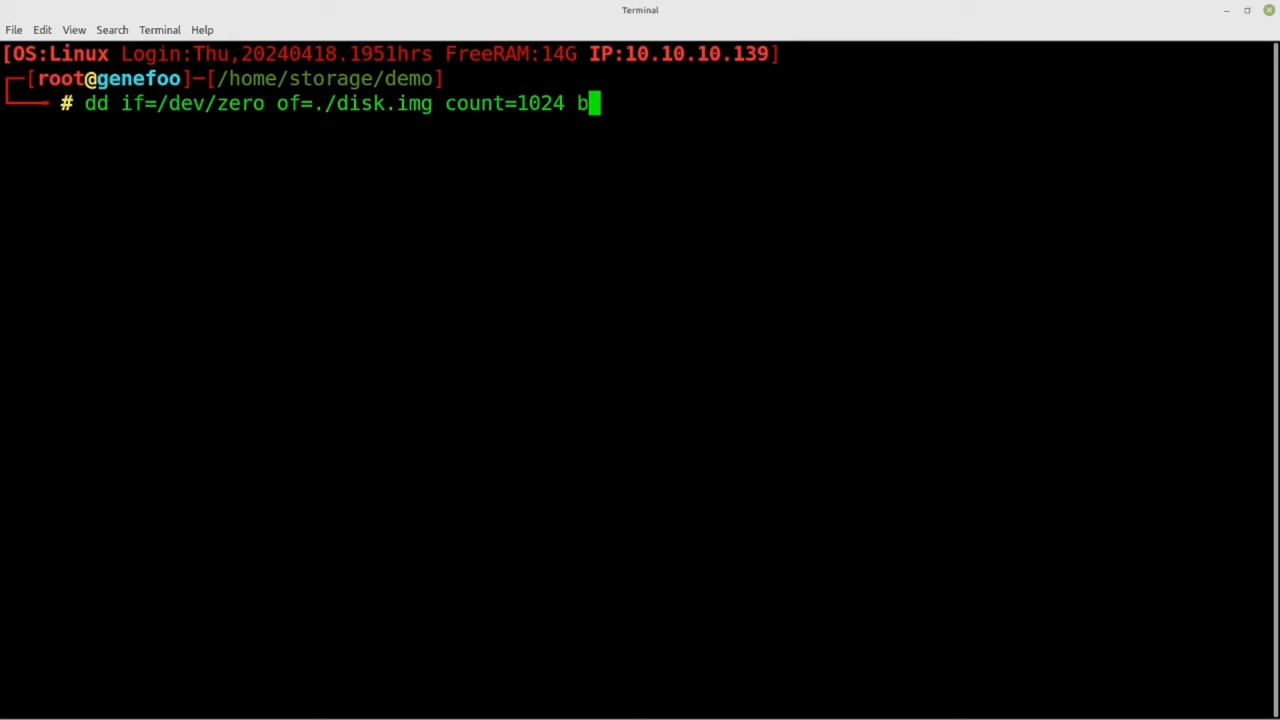 Terminal
File Edit View Search Terminal Help
[OS:Linux Login:Thu,20240418.1951hrs FreeRAM:14G IP:10.10.10.139]
[root@genefoo]-[/home/storage/demo]
# dd if=/dev/zero of=./disk.img count=1024 b